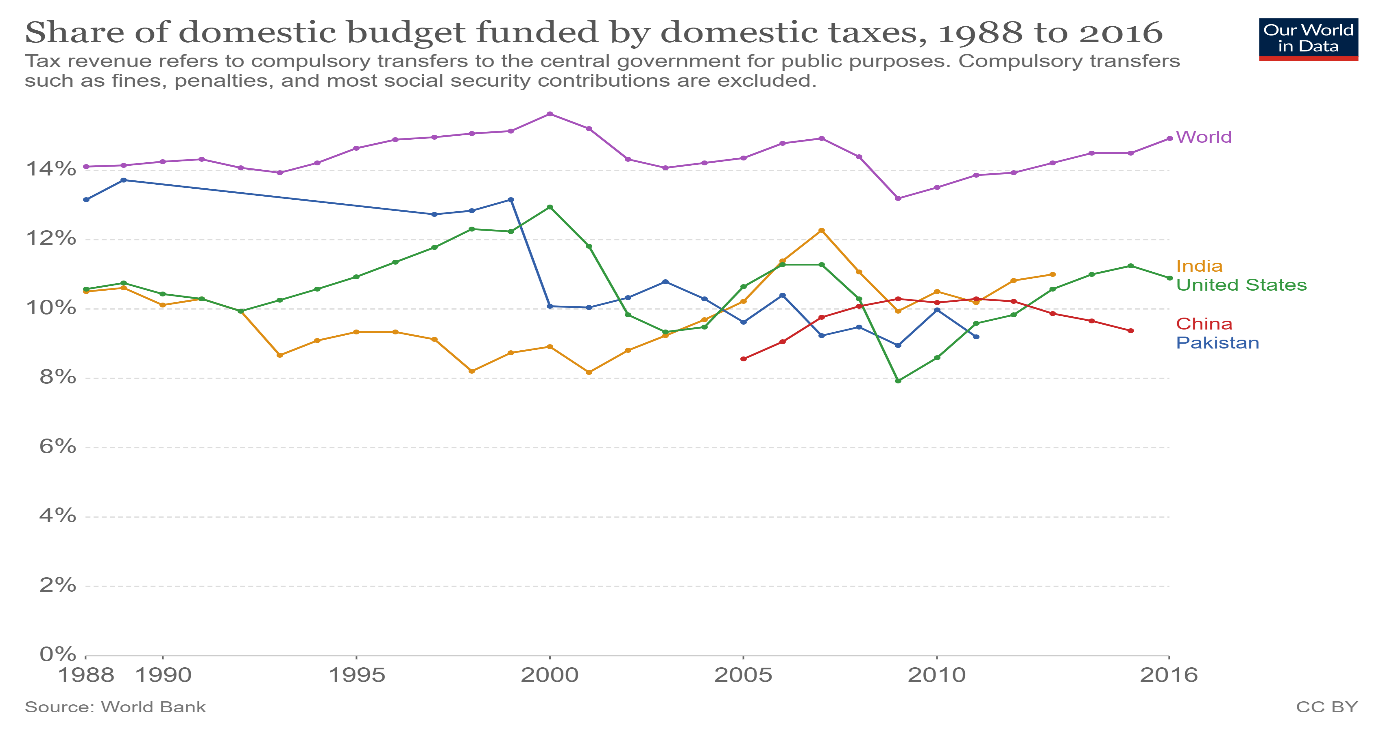 Share of domestic budget funded by domestic taxes, 1988 to 2016
Our World
in Data
Tax revenue refers to compulsory transfers to the central government for public purposes. Compulsory transfers
such as fines, penalties, and most social security contributions are excluded.
World
14%
12%
India
United States
10%
China
Pakistan
8%
6%
4%
2%
0%
1988 1990 1995 2000 2005 2010 2016
Source: World Bank
CC BY